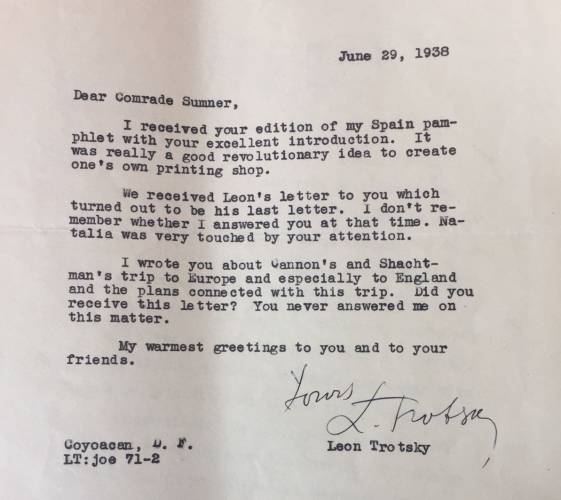 June 29, 1938
Dear Comrade Sumner,
I received your edition of my Spain pam-
phlet with your excellent introduction. It
was really a good revolutionary idea to create
one's own printing shop.
We received Leon's letter to you which
turned out to be his last letter. I don't re-
member whether I answered you at that time. Na-
talia was very touched by your attention.
I wrote you about Cannon's and Shacht-
man's trip to Europe and especially to England
and the plans connected with this trip. Did you
receive this letter? You never answered me on
this matter.
My warmest greetings to you and to your
friends.
Yours
L. Trotsky
Leon Trotsky
Coyoacan, D. F.
LT:joe 71-2